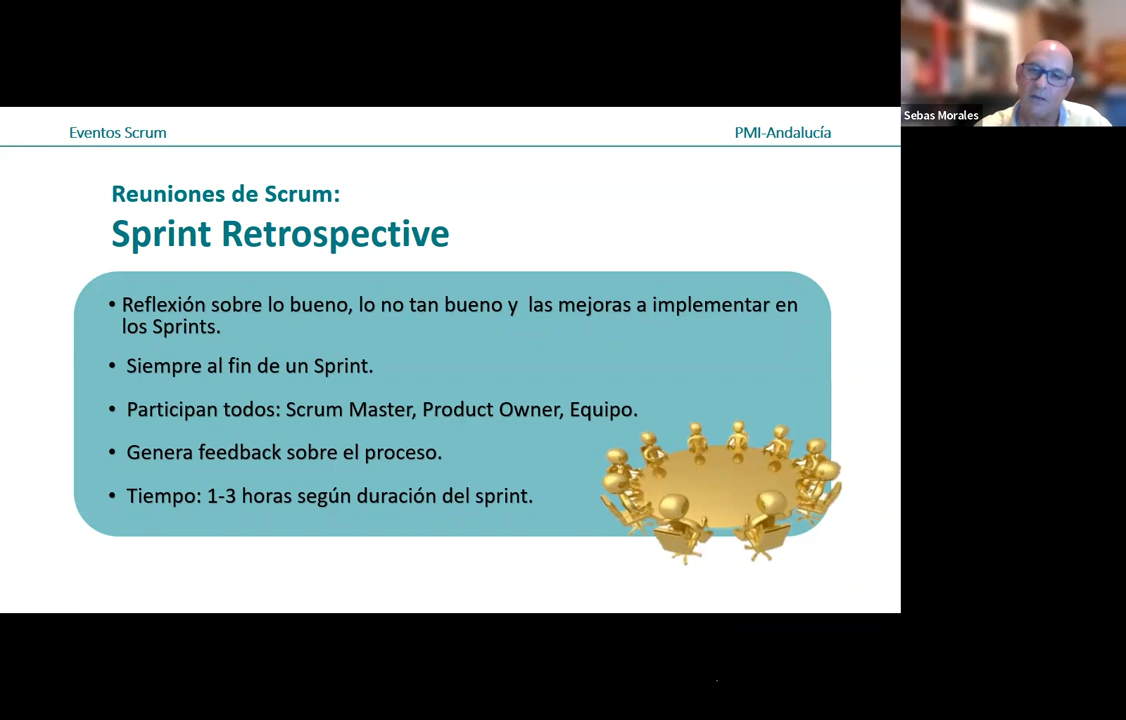 Eventos Scrum
PMI-Andalucía
Sebas Morales
Reuniones de Scrum:
Sprint Retrospective
• Reflexión sobre lo bueno, lo no tan bueno y  las mejoras a implementar en
los Sprints.
• Siempre al fin de un Sprint.
• Participan todos: Scrum Master, Product Owner, Equipo.
• Genera feedback sobre el proceso.
• Tiempo: 1-3 horas según duración del sprint.